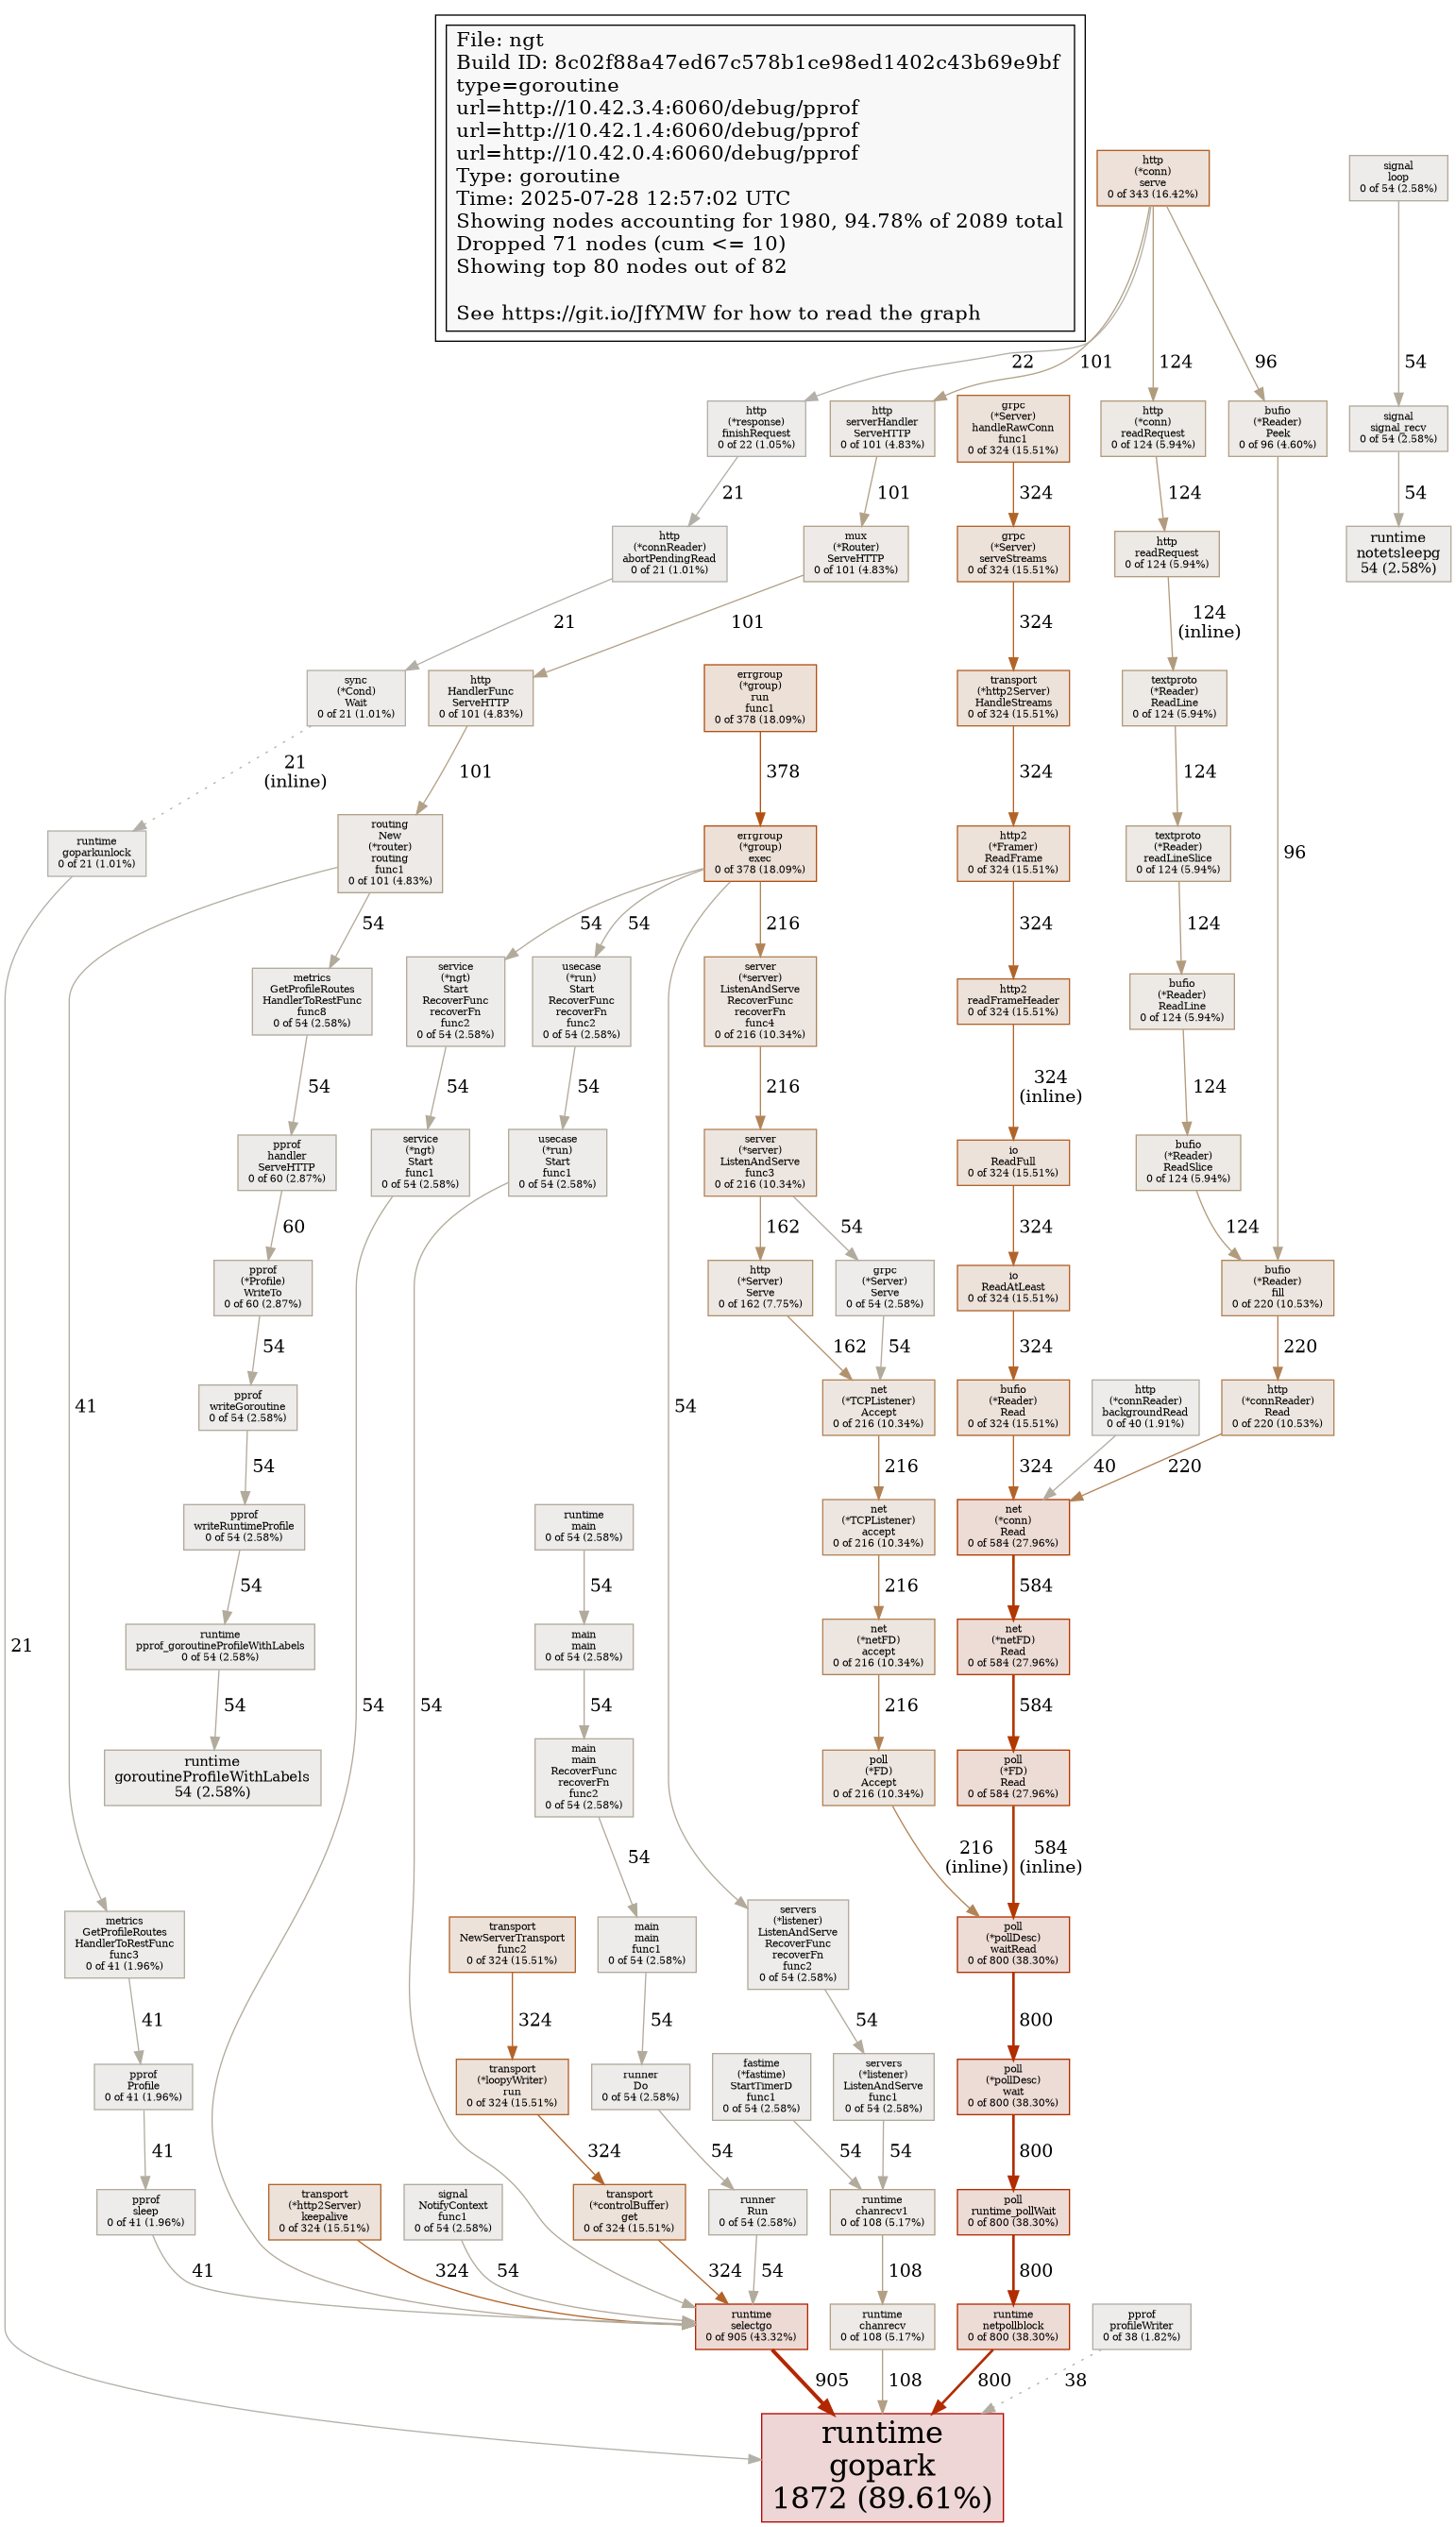 File: ngt
Build ID: 8c02f88a47ed67c578b1ce98ed1402c43b69e9bf
type=goroutine
url=http://10.42.3.4:6060/debug/pprof
url=http://10.42.1.4:6060/debug/pprof
url=http://10.42.0.4:6060/debug/pprof
Type: goroutine
Time: 2025-07-28 12:57:02 UTC
Showing nodes accounting for 1980, 94.78% of 2089 total
Dropped 71 nodes (cum <= 10)
Showing top 80 nodes out of 82
See https://git.io/JfYMW for how to read the graph
http
(*conn)
serve
0 of 343 (16.42%)
signal
loop
0 of 54 (2.58%)
22
101
124
96
54
http
(*response)
finishRequest
0 of 22 (1.05%)
http
serverHandler
ServeHTTP
0 of 101 (4.83%)
grpc
(*Server)
handleRawConn
func1
0 of 324 (15.51%)
http
(*conn)
readRequest
0 of 124 (5.94%)
bufio
(*Reader)
Peek
0 of 96 (4.60%)
signal
signal_recv
0 of 54 (2.58%)
21
101
324
124
54
http
(*connReader)
abortPendingRead
0 of 21 (1.01%)
mux
(*Router)
ServeHTTP
0 of 101 (4.83%)
grpc
(*Server)
serveStreams
0 of 324 (15.51%)
http
readRequest
0 of 124 (5.94%)
runtime
notetsleepg
54 (2.58%)
21
101
324
124
(inline)
sync
(*Cond)
Wait
0 of 21 (1.01%)
http
HandlerFunc
ServeHTTP
0 of 101 (4.83%)
errgroup
(*group)
run
func1
0 of 378 (18.09%)
transport
(*http2Server)
HandleStreams
0 of 324 (15.51%)
textproto
(*Reader)
ReadLine
0 of 124 (5.94%)
21
(inline)
101
378
324
124
96
runtime
goparkunlock
0 of 21 (1.01%)
routing
New
(*router)
routing
func1
0 of 101 (4.83%)
errgroup
(*group)
exec
0 of 378 (18.09%)
http2
(*Framer)
ReadFrame
0 of 324 (15.51%)
textproto
(*Reader)
readLineSlice
0 of 124 (5.94%)
54
54
54
216
324
124
metrics
GetProfileRoutes
HandlerToRestFunc
func8
0 of 54 (2.58%)
service
(*ngt)
Start
RecoverFunc
recoverFn
func2
0 of 54 (2.58%)
usecase
(*run)
Start
RecoverFunc
recoverFn
func2
0 of 54 (2.58%)
server
(*server)
ListenAndServe
RecoverFunc
recoverFn
func4
0 of 216 (10.34%)
http2
readFrameHeader
0 of 324 (15.51%)
bufio
(*Reader)
ReadLine
0 of 124 (5.94%)
54
54
54
216
324
(inline)
124
pprof
handler
ServeHTTP
0 of 60 (2.87%)
service
(*ngt)
Start
func1
0 of 54 (2.58%)
usecase
(*run)
Start
func1
0 of 54 (2.58%)
server
(*server)
ListenAndServe
func3
0 of 216 (10.34%)
io
ReadFull
0 of 324 (15.51%)
bufio
(*Reader)
ReadSlice
0 of 124 (5.94%)
60
162
54
324
124
pprof
(*Profile)
WriteTo
0 of 60 (2.87%)
http
(*Server)
Serve
0 of 162 (7.75%)
grpc
(*Server)
Serve
0 of 54 (2.58%)
io
ReadAtLeast
0 of 324 (15.51%)
bufio
(*Reader)
fill
0 of 220 (10.53%)
54
162
54
324
220
pprof
writeGoroutine
0 of 54 (2.58%)
41
54
net
(*TCPListener)
Accept
0 of 216 (10.34%)
bufio
(*Reader)
Read
0 of 324 (15.51%)
http
(*connReader)
backgroundRead
0 of 40 (1.91%)
http
(*connReader)
Read
0 of 220 (10.53%)
54
216
324
40
220
pprof
writeRuntimeProfile
0 of 54 (2.58%)
runtime
main
0 of 54 (2.58%)
net
(*TCPListener)
accept
0 of 216 (10.34%)
net
(*conn)
Read
0 of 584 (27.96%)
54
54
216
584
21
runtime
pprof_goroutineProfileWithLabels
0 of 54 (2.58%)
main
main
0 of 54 (2.58%)
net
(*netFD)
accept
0 of 216 (10.34%)
net
(*netFD)
Read
0 of 584 (27.96%)
54
54
54
54
216
584
runtime
goroutineProfileWithLabels
54 (2.58%)
main
main
RecoverFunc
recoverFn
func2
0 of 54 (2.58%)
poll
(*FD)
Accept
0 of 216 (10.34%)
poll
(*FD)
Read
0 of 584 (27.96%)
54
216
(inline)
584
(inline)
metrics
GetProfileRoutes
HandlerToRestFunc
func3
0 of 41 (1.96%)
transport
NewServerTransport
func2
0 of 324 (15.51%)
main
main
func1
0 of 54 (2.58%)
servers
(*listener)
ListenAndServe
RecoverFunc
recoverFn
func2
0 of 54 (2.58%)
poll
(*pollDesc)
waitRead
0 of 800 (38.30%)
41
324
54
54
800
pprof
Profile
0 of 41 (1.96%)
transport
(*loopyWriter)
run
0 of 324 (15.51%)
runner
Do
0 of 54 (2.58%)
fastime
(*fastime)
StartTimerD
func1
0 of 54 (2.58%)
servers
(*listener)
ListenAndServe
func1
0 of 54 (2.58%)
poll
(*pollDesc)
wait
0 of 800 (38.30%)
41
324
54
54
54
800
pprof
sleep
0 of 41 (1.96%)
transport
(*http2Server)
keepalive
0 of 324 (15.51%)
signal
NotifyContext
func1
0 of 54 (2.58%)
transport
(*controlBuffer)
get
0 of 324 (15.51%)
runner
Run
0 of 54 (2.58%)
runtime
chanrecv1
0 of 108 (5.17%)
poll
runtime_pollWait
0 of 800 (38.30%)
41
324
54
324
54
108
800
runtime
selectgo
0 of 905 (43.32%)
runtime
chanrecv
0 of 108 (5.17%)
runtime
netpollblock
0 of 800 (38.30%)
pprof
profileWriter
0 of 38 (1.82%)
905
108
800
38
runtime
gopark
1872 (89.61%)